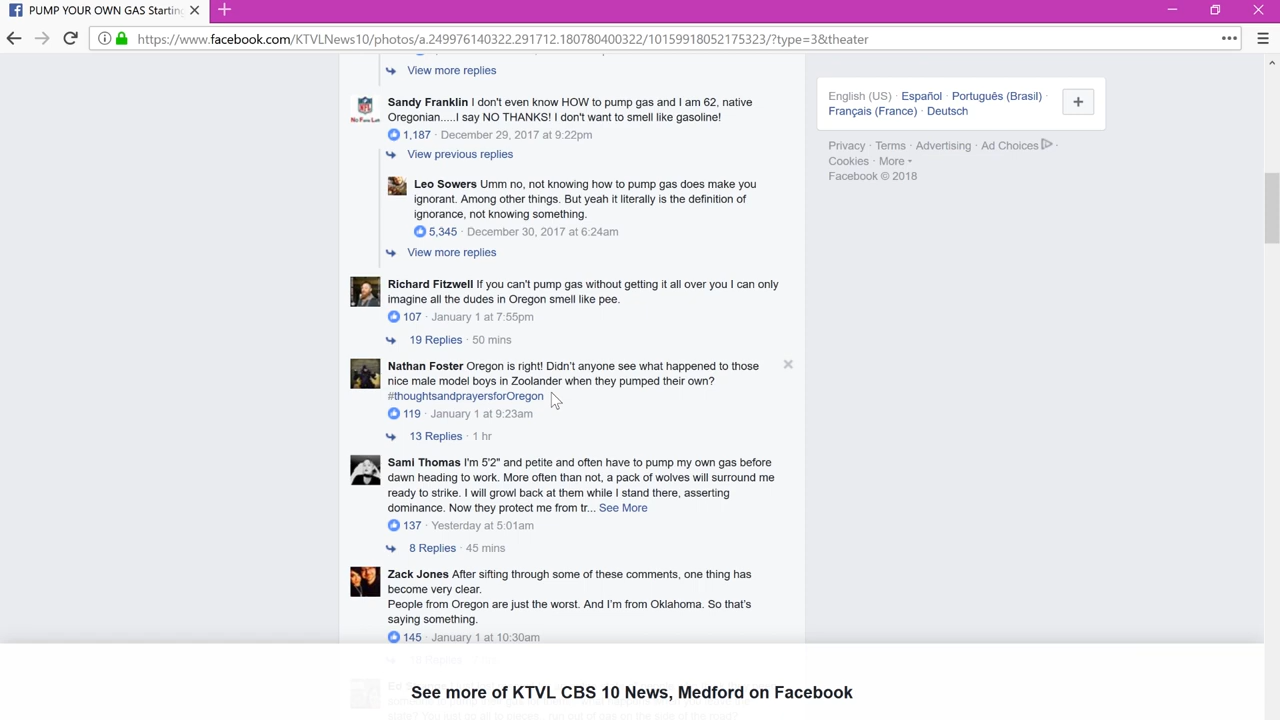 PUMP YOUR OWN GAS Starting
https://www.facebook.com/KTVLNews10/photos/a.249976140322.291712.180780400322/10159918052175323/?type=3&theater
View more replies
Sandy Franklin I don't even know HOW to pump gas and I am 62, native
Oregonian.....I say NO THANKS! I don't want to smell like gasoline!
1,187 · December 29, 2017 at 9:22pm
View previous replies
Leo Sowers Umm no, not knowing how to pump gas does make you
ignorant. Among other things. But yeah it literally is the definition of
ignorance, not knowing something.
5,345 · December 30, 2017 at 6:24am
View more replies
Richard Fitzwell If you can't pump gas without getting it all over you I can only
imagine all the dudes in Oregon smell like pee.
107 · January 1 at 7:55pm
19 Replies · 50 mins
Nathan Foster Oregon is right! Didn't anyone see what happened to those
nice male model boys in Zoolander when they pumped their own?
#thoughtsandprayersforOregon
119 · January 1 at 9:23am
13 Replies · 1 hr
Sami Thomas I'm 5'2" and petite and often have to pump my own gas before
dawn heading to work. More often than not, a pack of wolves will surround me
ready to strike. I will growl back at them while I stand there, asserting
dominance. Now they protect me from tr... See More
137 · Yesterday at 5:01am
8 Replies · 45 mins
Zack Jones After sifting through some of these comments, one thing has
become very clear.
People from Oregon are just the worst. And I'm from Oklahoma. So that's
saying something.
145 · January 1 at 10:30am
See more of KTVL CBS 10 News, Medford on Facebook
English (US) · Español · Português (Brasil) ·
Français (France) · Deutsch
Privacy · Terms · Advertising · Ad Choices ·
Cookies · More
Facebook © 2018